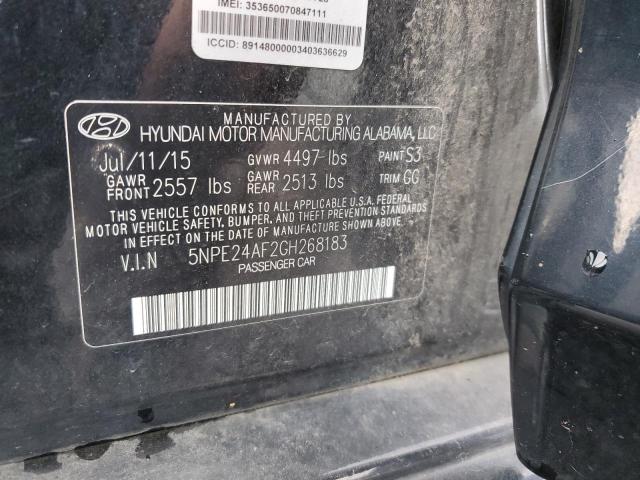 IMEI: 353650070847111
ICCID: 89148000003403636629
MANUFACTURED BY
HYUNDAI MOTOR MANUFACTURING ALABAMA, LLC
Jul/11/15 GVWR 4497 lbs PAINT S3
GAWR FRONT 2557 lbs GAWR REAR 2513 lbs TRIM GG
THIS VEHICLE CONFORMS TO ALL APPLICABLE U.S.A. FEDERAL
MOTOR VEHICLE SAFETY, BUMPER, AND THEFT PREVENTION STANDARDS
IN EFFECT ON THE DATE OF MANUFACTURE SHOWN ABOVE.
V.I.N 5NPE24AF2GH268183
PASSENGER CAR